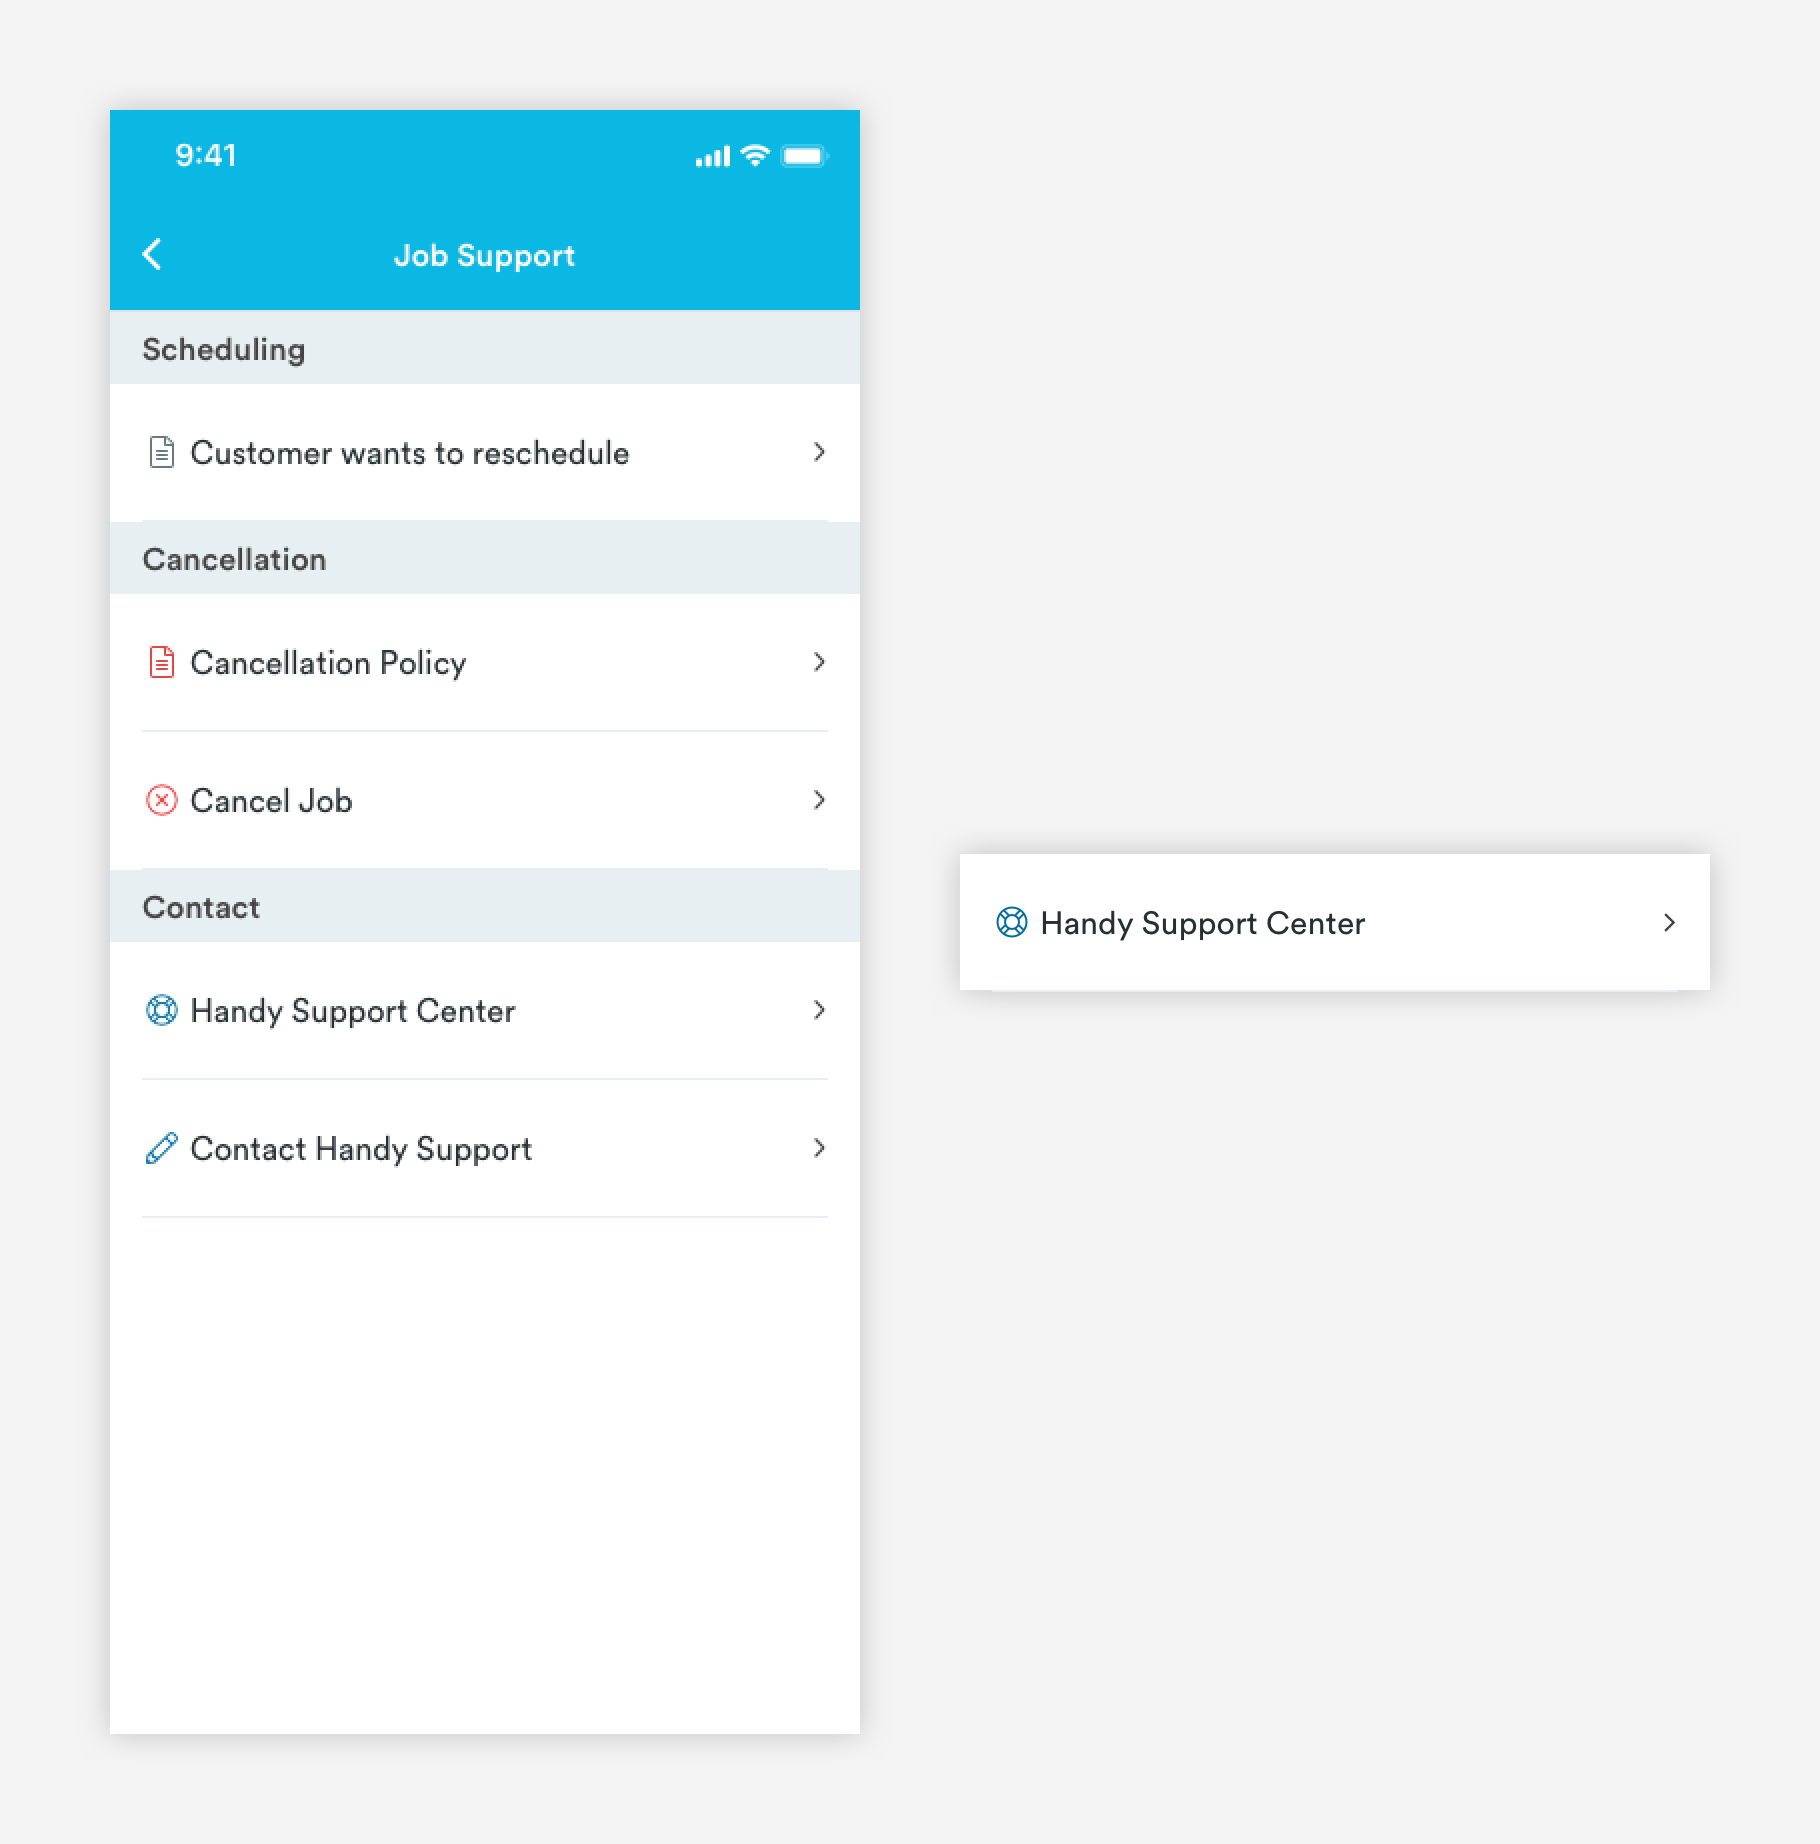 9:41
Job Support
Scheduling
Customer wants to reschedule
Cancellation
Cancellation Policy
Cancel Job
Contact
Handy Support Center
Contact Handy Support
Handy Support Center